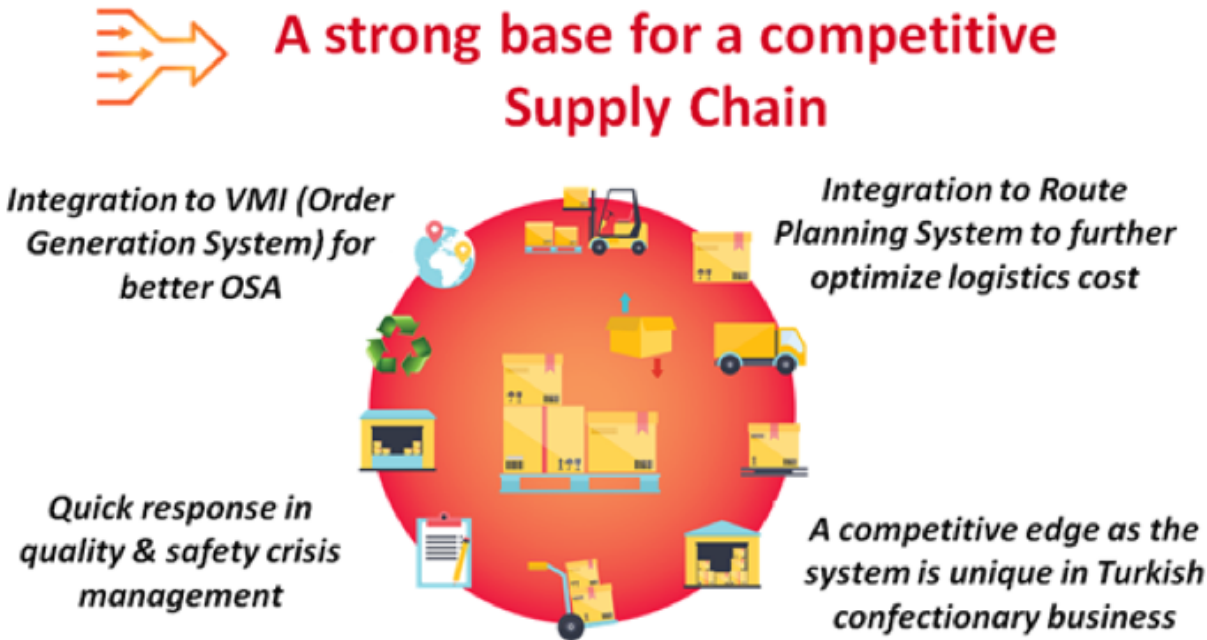 A strong base for a competitive
Supply Chain
Integration to VMI (Order
Generation System) for
better OSA
Integration to Route
Planning System to further
optimize logistics cost
Quick response in
quality & safety crisis
management
A competitive edge as the
system is unique in Turkish
confectionary business